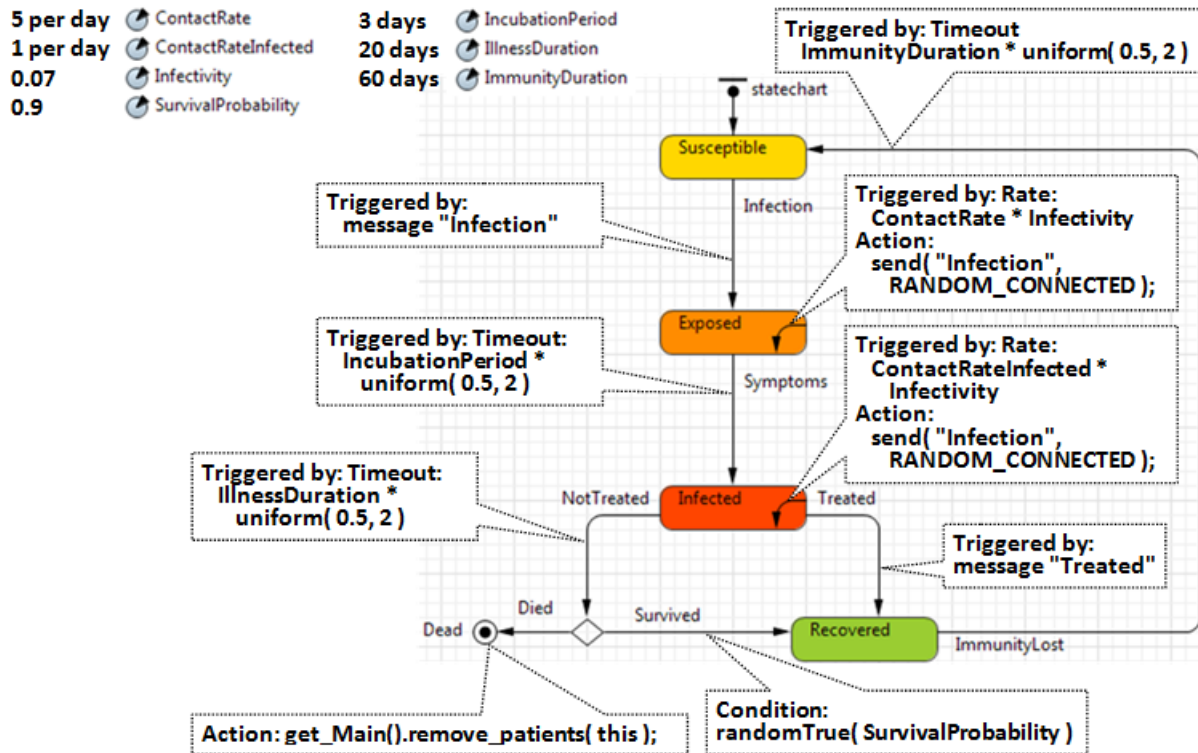 5 per day ContactRate
1 per day ContactRateInfected
0.07 Infectivity
0.9 SurvivalProbability
3 days IncubationPeriod
20 days IllnessDuration
60 days ImmunityDuration
Triggered by: Timeout
ImmunityDuration * uniform( 0.5, 2 )
statechart
Susceptible
Triggered by:
message "Infection"
Infection
Triggered by: Rate:
ContactRate * Infectivity
Action:
send( "Infection",
RANDOM_CONNECTED );
Exposed
Triggered by: Timeout:
IncubationPeriod *
uniform( 0.5, 2 )
Symptoms
Triggered by: Rate:
ContactRateInfected *
Infectivity
Action:
send( "Infection",
RANDOM_CONNECTED );
Triggered by: Timeout:
IllnessDuration *
uniform( 0.5, 2 )
NotTreated
Infected
Treated
Triggered by:
message "Treated"
Died
Survived
Dead
Recovered
ImmunityLost
Action: get_Main().remove_patients( this );
Condition:
randomTrue( SurvivalProbability )